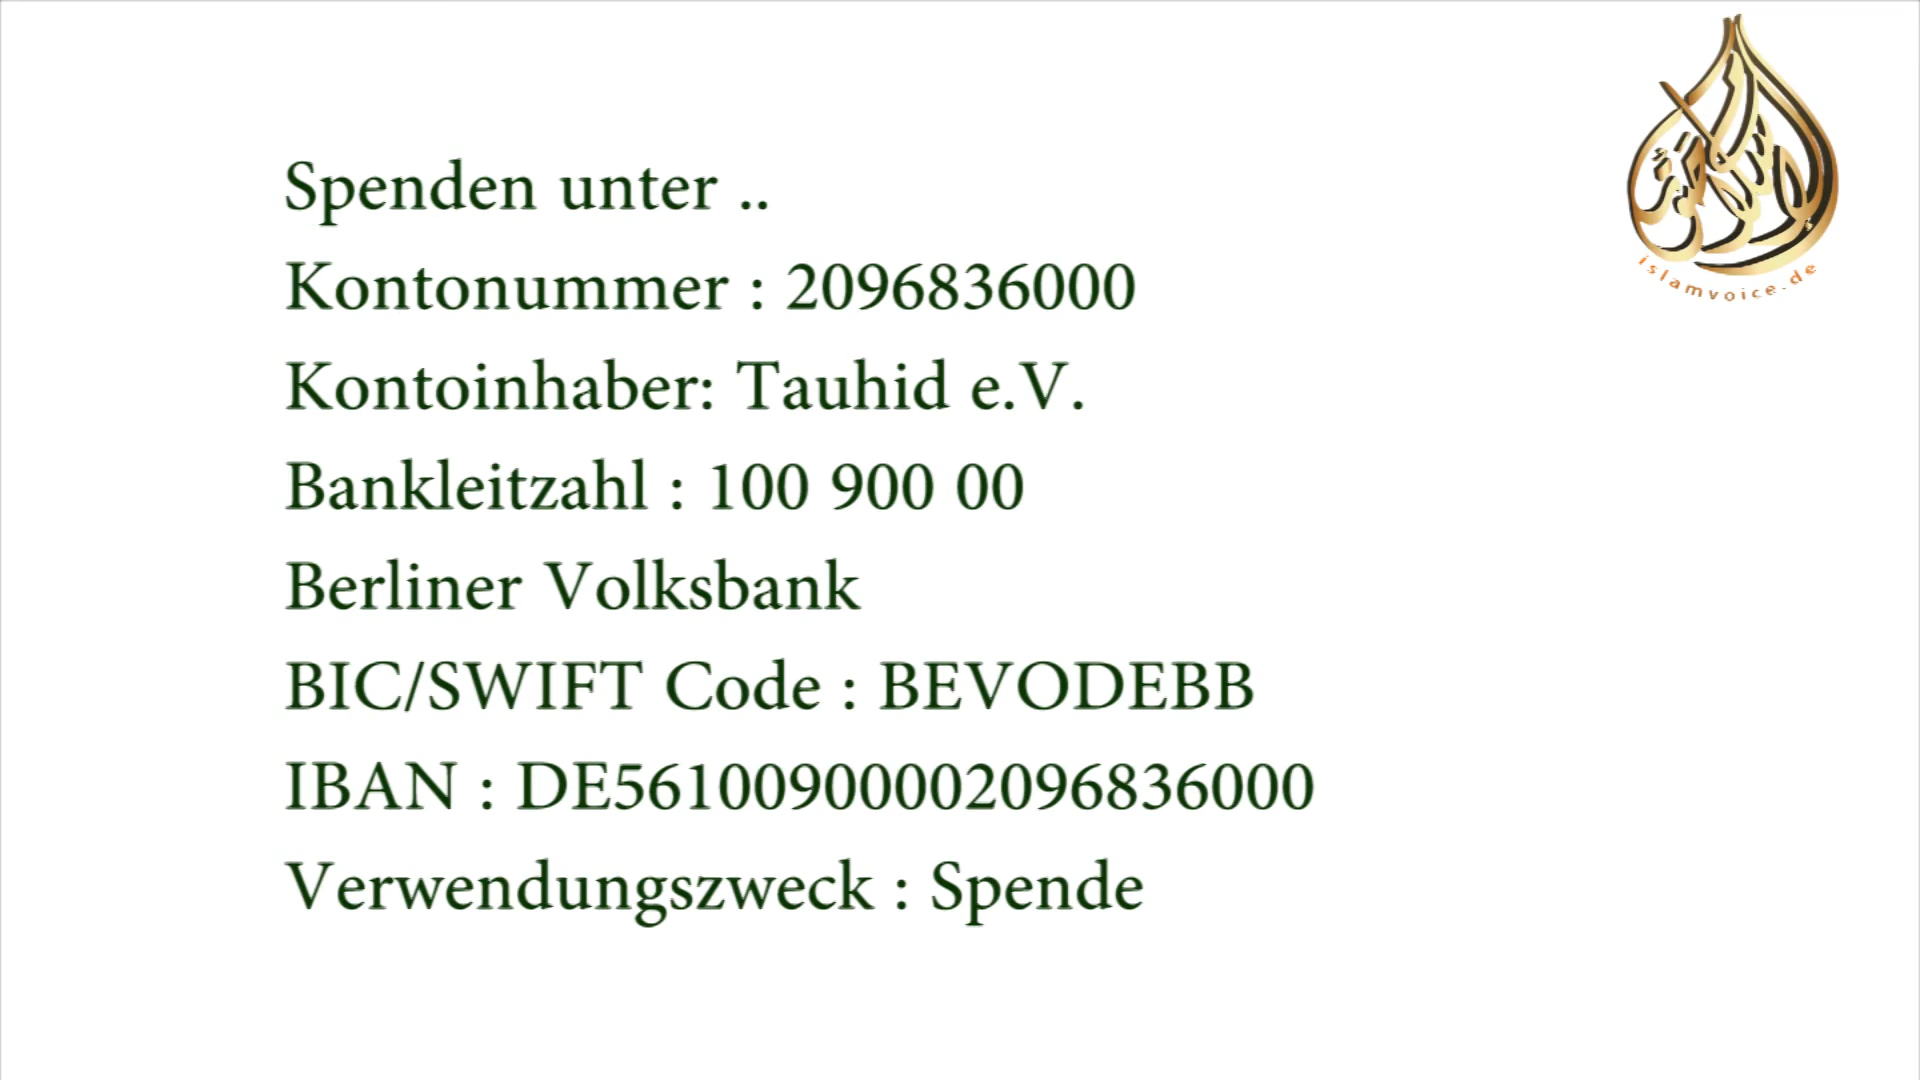 Spenden unter ..
Kontonummer : 2096836000
Kontoinhaber: Tauhid e.V.
Bankleitzahl : 100 900 00
Berliner Volksbank
BIC/SWIFT Code : BEVODEBB
IBAN : DE56100900002096836000
Verwendungszweck : Spende
islamvoice.de